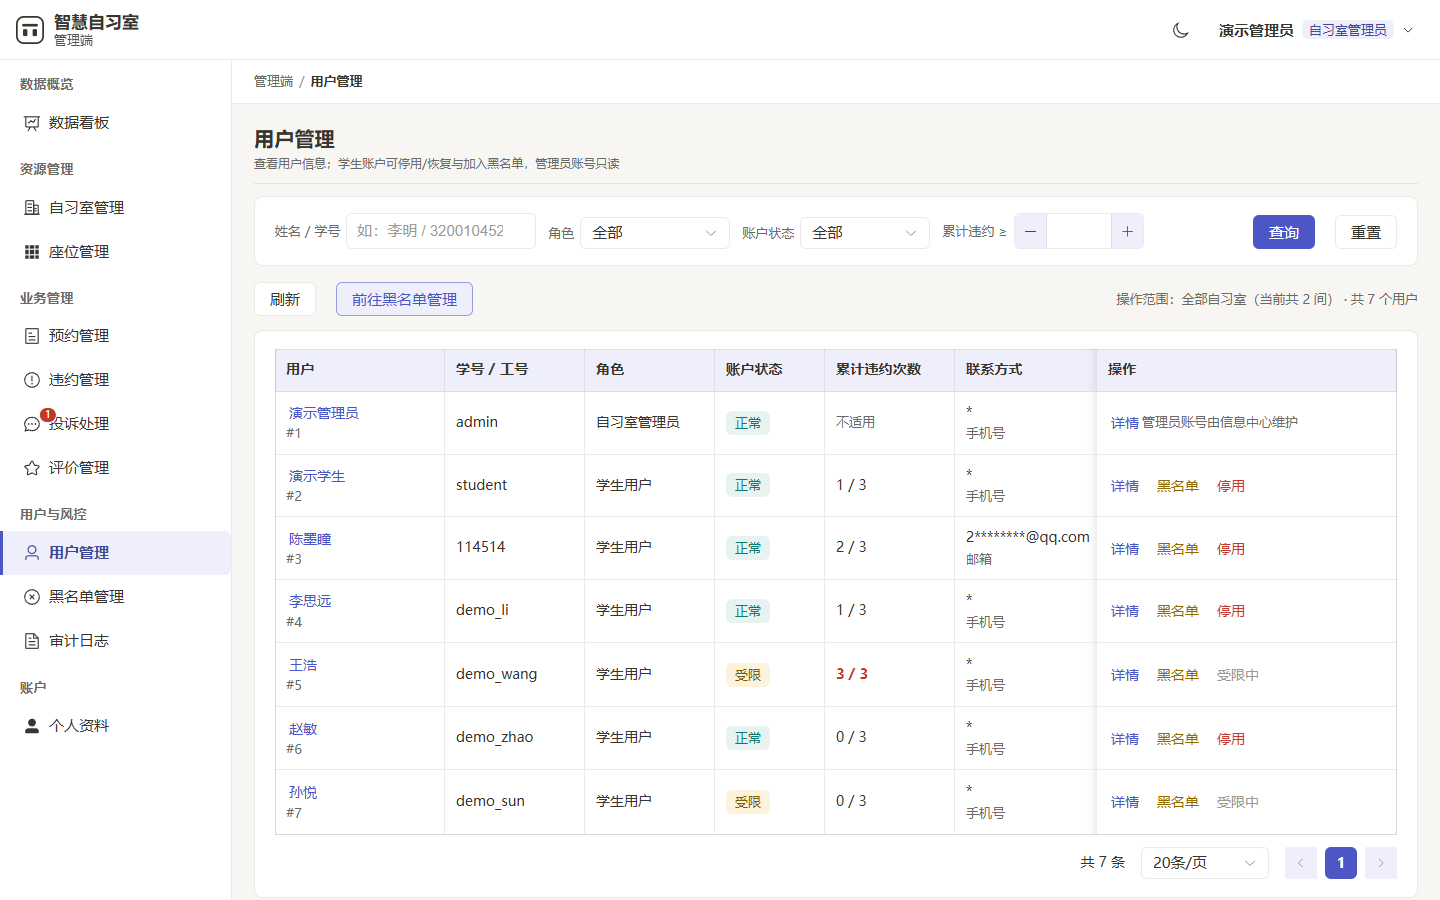 智慧自习室
管理端
演示管理员 自习室管理员
数据概览
数据看板
资源管理
自习室管理
座位管理
业务管理
预约管理
违约管理
投诉处理 1
评价管理
用户与风控
用户管理
黑名单管理
审计日志
账户
个人资料
管理端 / 用户管理
用户管理
查看用户信息；学生账户可停用/恢复与加入黑名单，管理员账号只读
姓名 / 学号 如：李明 / 320010452 角色 全部 账户状态 全部 累计违约 ≥ − + 查询 重置
刷新 前往黑名单管理 操作范围：全部自习室（当前共 2 间） · 共 7 个用户
用户 学号 / 工号 角色 账户状态 累计违约次数 联系方式 操作
演示管理员 #1 admin 自习室管理员 正常 不适用 * 手机号 详情 管理员账号由信息中心维护
演示学生 #2 student 学生用户 正常 1 / 3 * 手机号 详情 黑名单 停用
陈墨瞳 #3 114514 学生用户 正常 2 / 3 2********@qq.com 邮箱 详情 黑名单 停用
李思远 #4 demo_li 学生用户 正常 1 / 3 * 手机号 详情 黑名单 停用
王浩 #5 demo_wang 学生用户 受限 3 / 3 * 手机号 详情 黑名单 受限中
赵敏 #6 demo_zhao 学生用户 正常 0 / 3 * 手机号 详情 黑名单 停用
孙悦 #7 demo_sun 学生用户 受限 0 / 3 * 手机号 详情 黑名单 受限中
共 7 条 20条/页 1